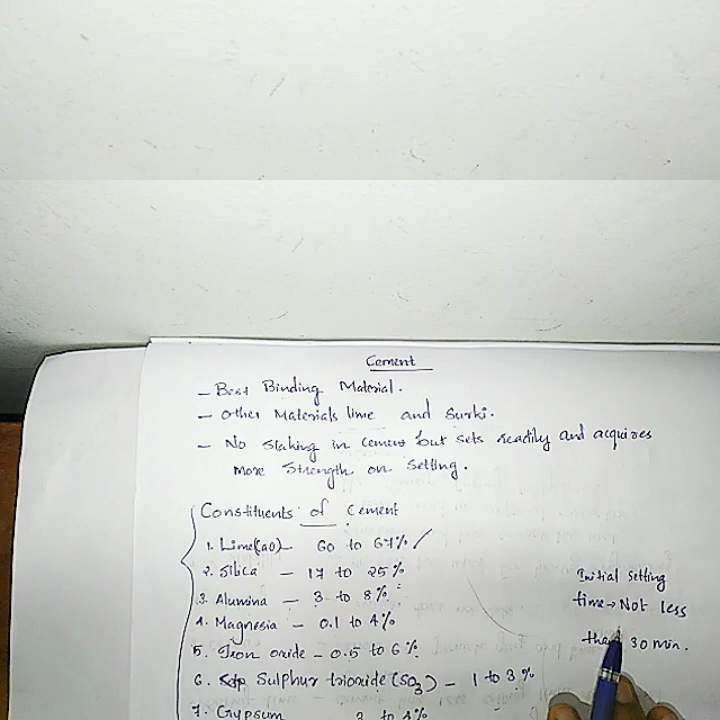 Cement
- Best Binding Material.
- Other Materials lime and Surki.
- No slaking in cement but sets readily and acquires
more strength on setting.
Constituents of Cement
1. Lime(CaO) - 60 to 67%
2. Silica - 17 to 25%
3. Alumina - 3 to 8%
4. Magnesia - 0.1 to 4%
5. Iron oxide - 0.5 to 6%
6. Sulphur trioxide (SO3) - 1 to 3%
7. Gypsum 3 to 4%
Initial setting
time → Not less
than 30 min.